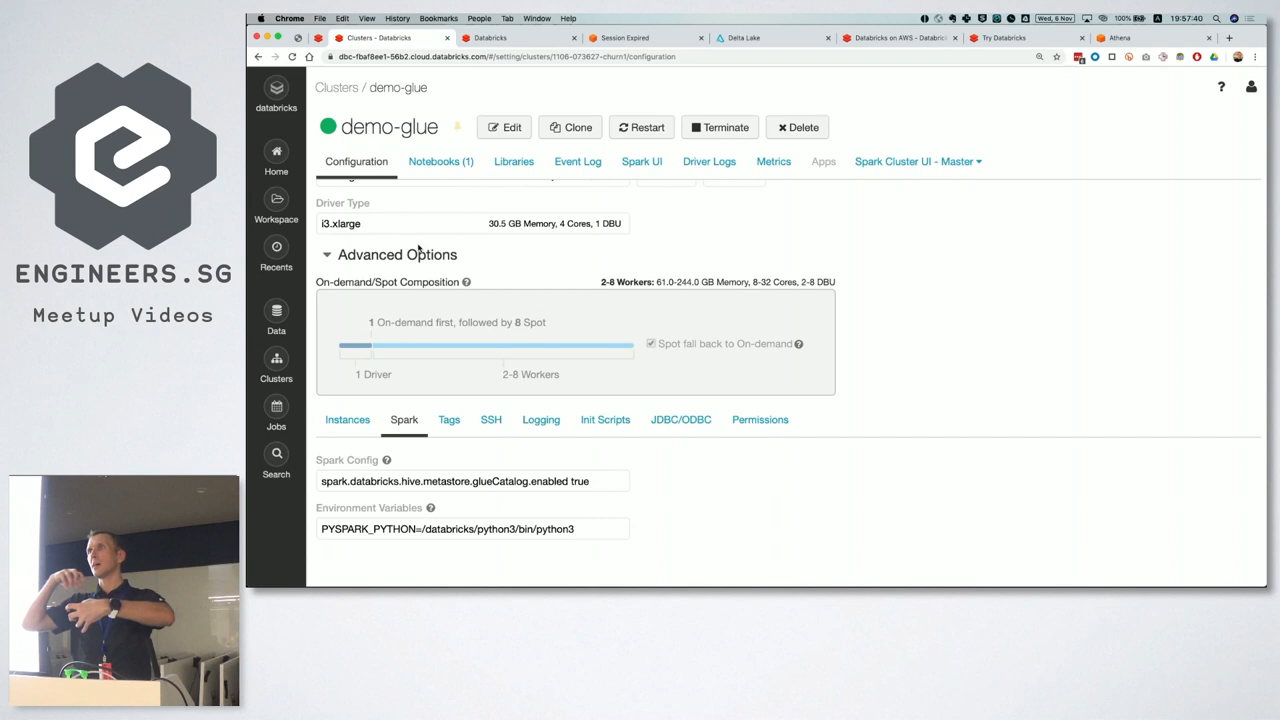 Chrome File Edit View History Bookmarks People Tab Window Help
100% Wed, 6 Nov 19:57:40
Clusters - Databricks
Databricks
Session Expired
Delta Lake
Databricks on AWS - Databric
Try Databricks
Athena
dbc-fbaf8ee1-56b2.cloud.databricks.com/#/setting/clusters/1106-073627-churn1/configuration
databricks
Home
Workspace
Recents
Data
Clusters
Jobs
Search
Clusters / demo-glue
demo-glue
Edit
Clone
Restart
Terminate
Delete
Configuration
Notebooks (1)
Libraries
Event Log
Spark UI
Driver Logs
Metrics
Apps
Spark Cluster UI - Master
Driver Type
i3.xlarge 30.5 GB Memory, 4 Cores, 1 DBU
Advanced Options
On-demand/Spot Composition
2-8 Workers: 61.0-244.0 GB Memory, 8-32 Cores, 2-8 DBU
1 On-demand first, followed by 8 Spot
Spot fall back to On-demand
1 Driver
2-8 Workers
Instances
Spark
Tags
SSH
Logging
Init Scripts
JDBC/ODBC
Permissions
Spark Config
spark.databricks.hive.metastore.glueCatalog.enabled true
Environment Variables
PYSPARK_PYTHON=/databricks/python3/bin/python3
ENGINEERS.SG
Meetup Videos